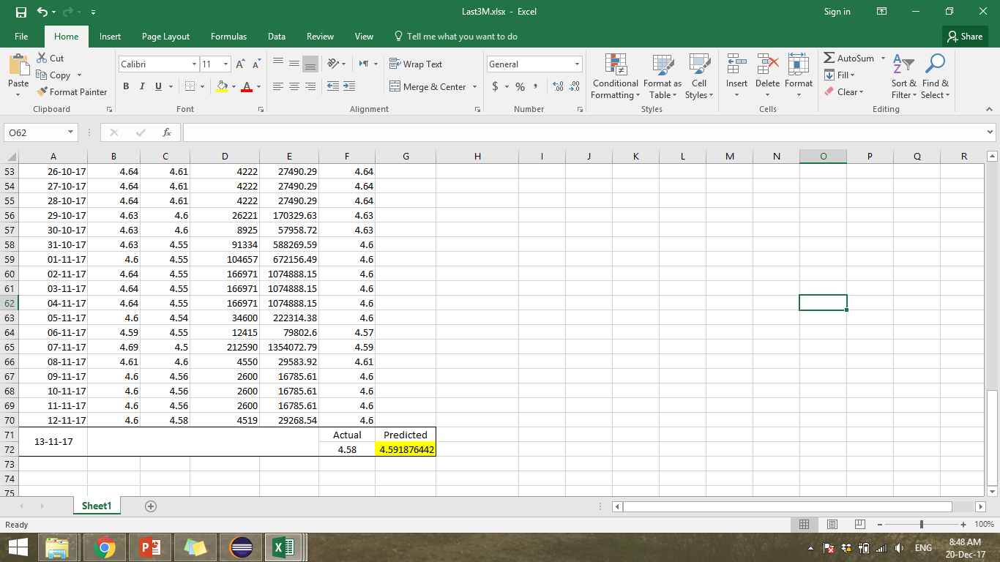 Last3M.xlsx - Excel
Sign in
File Home Insert Page Layout Formulas Data Review View Tell me what you want to do Share
Paste Cut Copy Format Painter
Calibri 11 A A
B I U A
Wrap Text
Merge & Center
General
$ % , .0 .00 .00 .0
Conditional Formatting Format as Table Cell Styles
Insert Delete Format
AutoSum Fill Clear
Sort & Filter Find & Select
Clipboard Font Alignment Number Styles Cells Editing
O62 fx
A B C D E F G H I J K L M N O P Q R
53 26-10-17 4.64 4.61 4222 27490.29 4.64
54 27-10-17 4.64 4.61 4222 27490.29 4.64
55 28-10-17 4.64 4.61 4222 27490.29 4.64
56 29-10-17 4.63 4.6 26221 170329.63 4.63
57 30-10-17 4.63 4.6 8925 57958.72 4.63
58 31-10-17 4.63 4.55 91334 588269.59 4.6
59 01-11-17 4.6 4.55 104657 672156.49 4.6
60 02-11-17 4.64 4.55 166971 1074888.15 4.6
61 03-11-17 4.64 4.55 166971 1074888.15 4.6
62 04-11-17 4.64 4.55 166971 1074888.15 4.6
63 05-11-17 4.6 4.54 34600 222314.38 4.6
64 06-11-17 4.59 4.55 12415 79802.6 4.57
65 07-11-17 4.69 4.5 212590 1354072.79 4.59
66 08-11-17 4.61 4.6 4550 29583.92 4.61
67 09-11-17 4.6 4.56 2600 16785.61 4.6
68 10-11-17 4.6 4.56 2600 16785.61 4.6
69 11-11-17 4.6 4.56 2600 16785.61 4.6
70 12-11-17 4.6 4.58 4519 29268.54 4.6
71 13-11-17 Actual Predicted
72 4.58 4.591876442
73
74
75
Sheet1
Ready 100%
ENG 8:48 AM
20-Dec-17